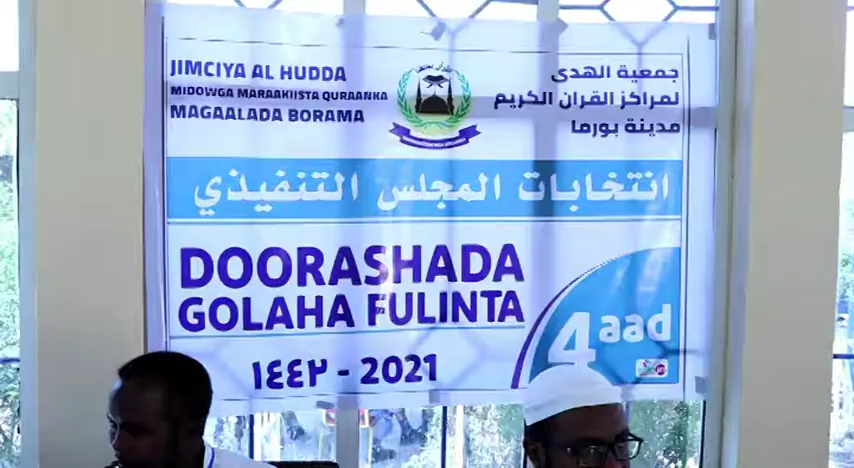 JIMCIYA AL HUDDA
MIDOWGA MARAAKIISTA QURAANKA
MAGAALADA BORAMA
جمعية الهدى
لمراكز القران الكريم
مدينة بورما
انتخابات المجلس التنفيذي
DOORASHADA
GOLAHA FULINTA
4aad
١٤٤٢ - 2021